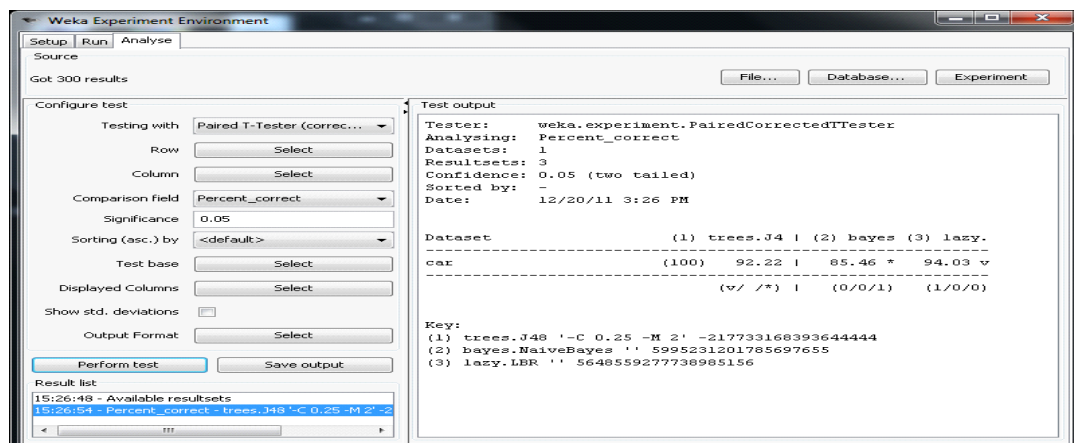 Weka Experiment Environment
Setup Run Analyse
Source
Got 300 results
File... Database... Experiment
Configure test
Testing with Paired T-Tester (correc...
Row Select
Column Select
Comparison field Percent_correct
Significance 0.05
Sorting (asc.) by <default>
Test base Select
Displayed Columns Select
Show std. deviations
Output Format Select
Perform test Save output
Result list
15:26:48 - Available resultsets
15:26:54 - Percent_correct - trees.J48 '-C 0.25 -M 2' -2
Test output
Tester: weka.experiment.PairedCorrectedTTester
Analysing: Percent_correct
Datasets: 1
Resultsets: 3
Confidence: 0.05 (two tailed)
Sorted by: -
Date: 12/20/11 3:26 PM
Dataset (1) trees.J4 | (2) bayes (3) lazy.
--------------------------------------------------------------
car (100) 92.22 | 85.46 * 94.03 v
--------------------------------------------------------------
(v/ /*) | (0/0/1) (1/0/0)
Key:
(1) trees.J48 '-C 0.25 -M 2' -217733168393644444
(2) bayes.NaiveBayes '' 5995231201785697655
(3) lazy.LBR '' 5648559277738985156